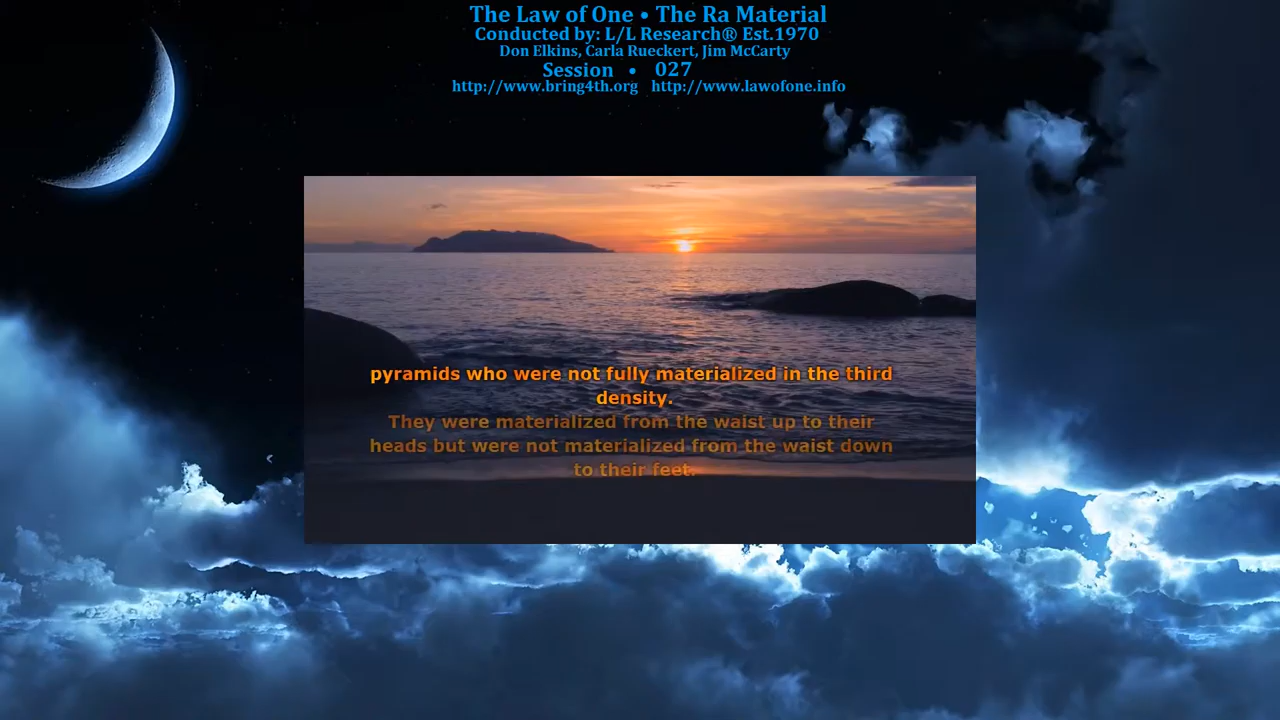 The Law of One • The Ra Material
Conducted by: L/L Research® Est.1970
Don Elkins, Carla Rueckert, Jim McCarty
Session • 027
http://www.bring4th.org http://www.lawofone.info
pyramids who were not fully materialized in the third
density.
They were materialized from the waist up to their
heads but were not materialized from the waist down
to their feet.